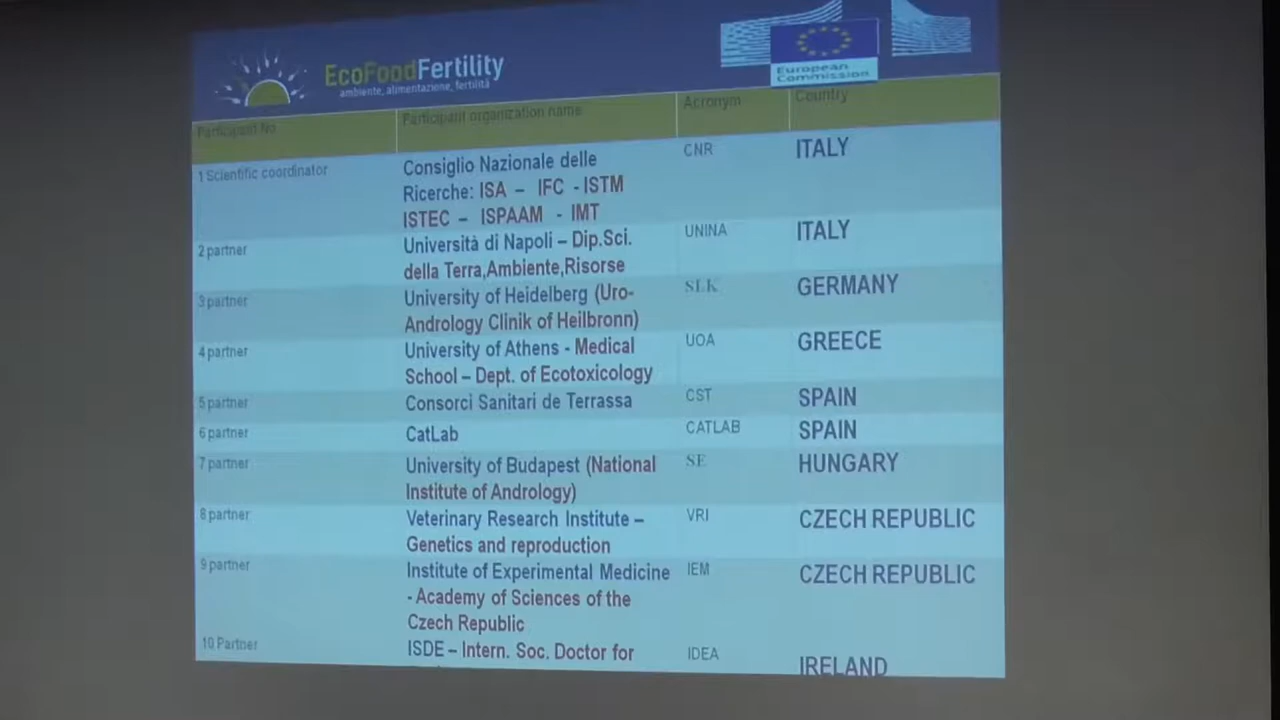 EcoFoodFertility
ambiente, alimentazione, fertilità
European
Commission
Participant No
Participant organization name
Acronym
Country
1 Scientific coordinator
Consiglio Nazionale delle
Ricerche: ISA – IFC - ISTM
ISTEC – ISPAAM - IMT
CNR
ITALY
2 partner
Università di Napoli – Dip.Sci.
della Terra,Ambiente,Risorse
UNINA
ITALY
3 partner
University of Heidelberg (Uro-
Andrology Clinik of Heilbronn)
SLK
GERMANY
4 partner
University of Athens - Medical
School – Dept. of Ecotoxicology
UOA
GREECE
5 partner
Consorci Sanitari de Terrassa
CST
SPAIN
6 partner
CatLab
CATLAB
SPAIN
7 partner
University of Budapest (National
Institute of Andrology)
SE
HUNGARY
8 partner
Veterinary Research Institute –
Genetics and reproduction
VRI
CZECH REPUBLIC
9 partner
Institute of Experimental Medicine
- Academy of Sciences of the
Czech Republic
IEM
CZECH REPUBLIC
10 Partner
ISDE – Intern. Soc. Doctor for
IDEA
IRELAND